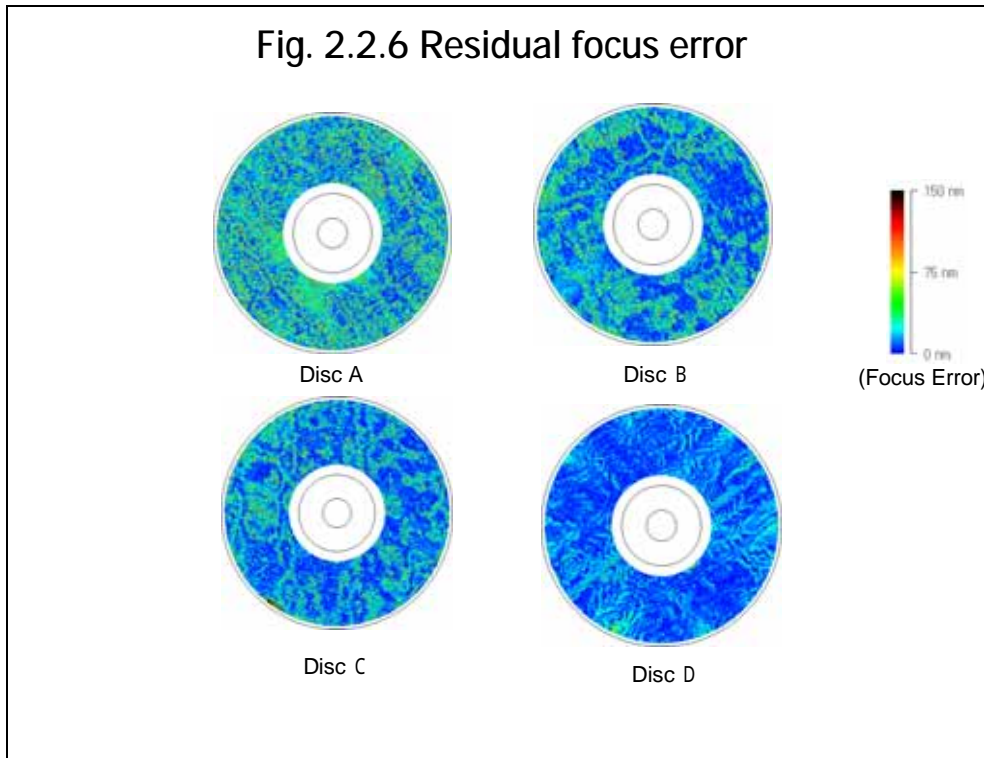 Fig. 2.2.6 Residual focus error
150 nm
75 nm
0 nm
Disc A
Disc B
(Focus Error)
Disc C
Disc D